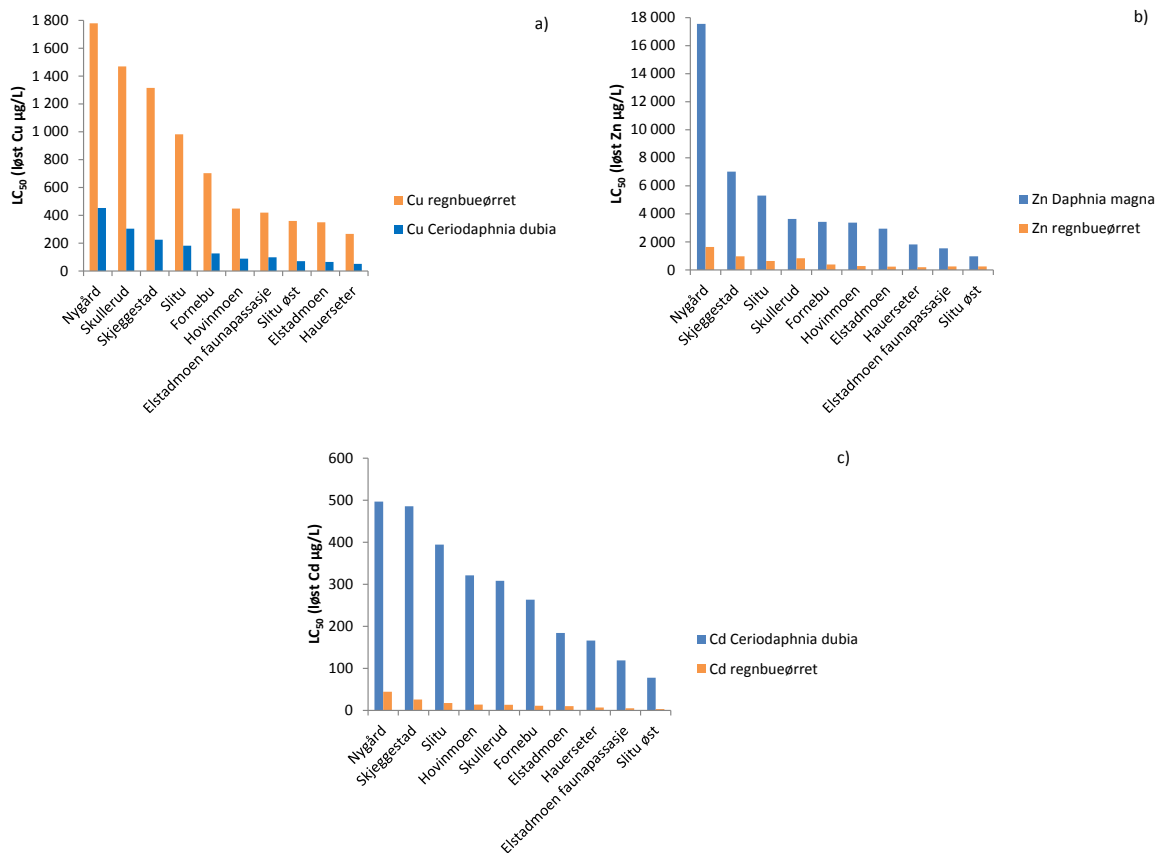 a)
LC50 (løst Cu µg/L)
1 800
1 600
1 400
1 200
1 000
800
600
400
200
0
Cu regnbueørret
Cu Ceriodaphnia dubia
Nygård
Skullerud
Skjeggestad
Slitu
Fornebu
Hovinmoen
Elstadmoen faunapassasje
Slitu øst
Elstadmoen
Hauerseter
b)
LC50 (løst Zn µg/L)
18 000
16 000
14 000
12 000
10 000
8 000
6 000
4 000
2 000
0
Zn Daphnia magna
Zn regnbueørret
Nygård
Skjeggestad
Slitu
Skullerud
Fornebu
Hovinmoen
Elstadmoen
Hauerseter
Elstadmoen faunapassasje
Slitu øst
c)
LC50 (løst Cd µg/L)
600
500
400
300
200
100
0
Cd Ceriodaphnia dubia
Cd regnbueørret
Nygård
Skjeggestad
Slitu
Hovinmoen
Skullerud
Fornebu
Elstadmoen
Hauerseter
Elstadmoen faunapassasje
Slitu øst